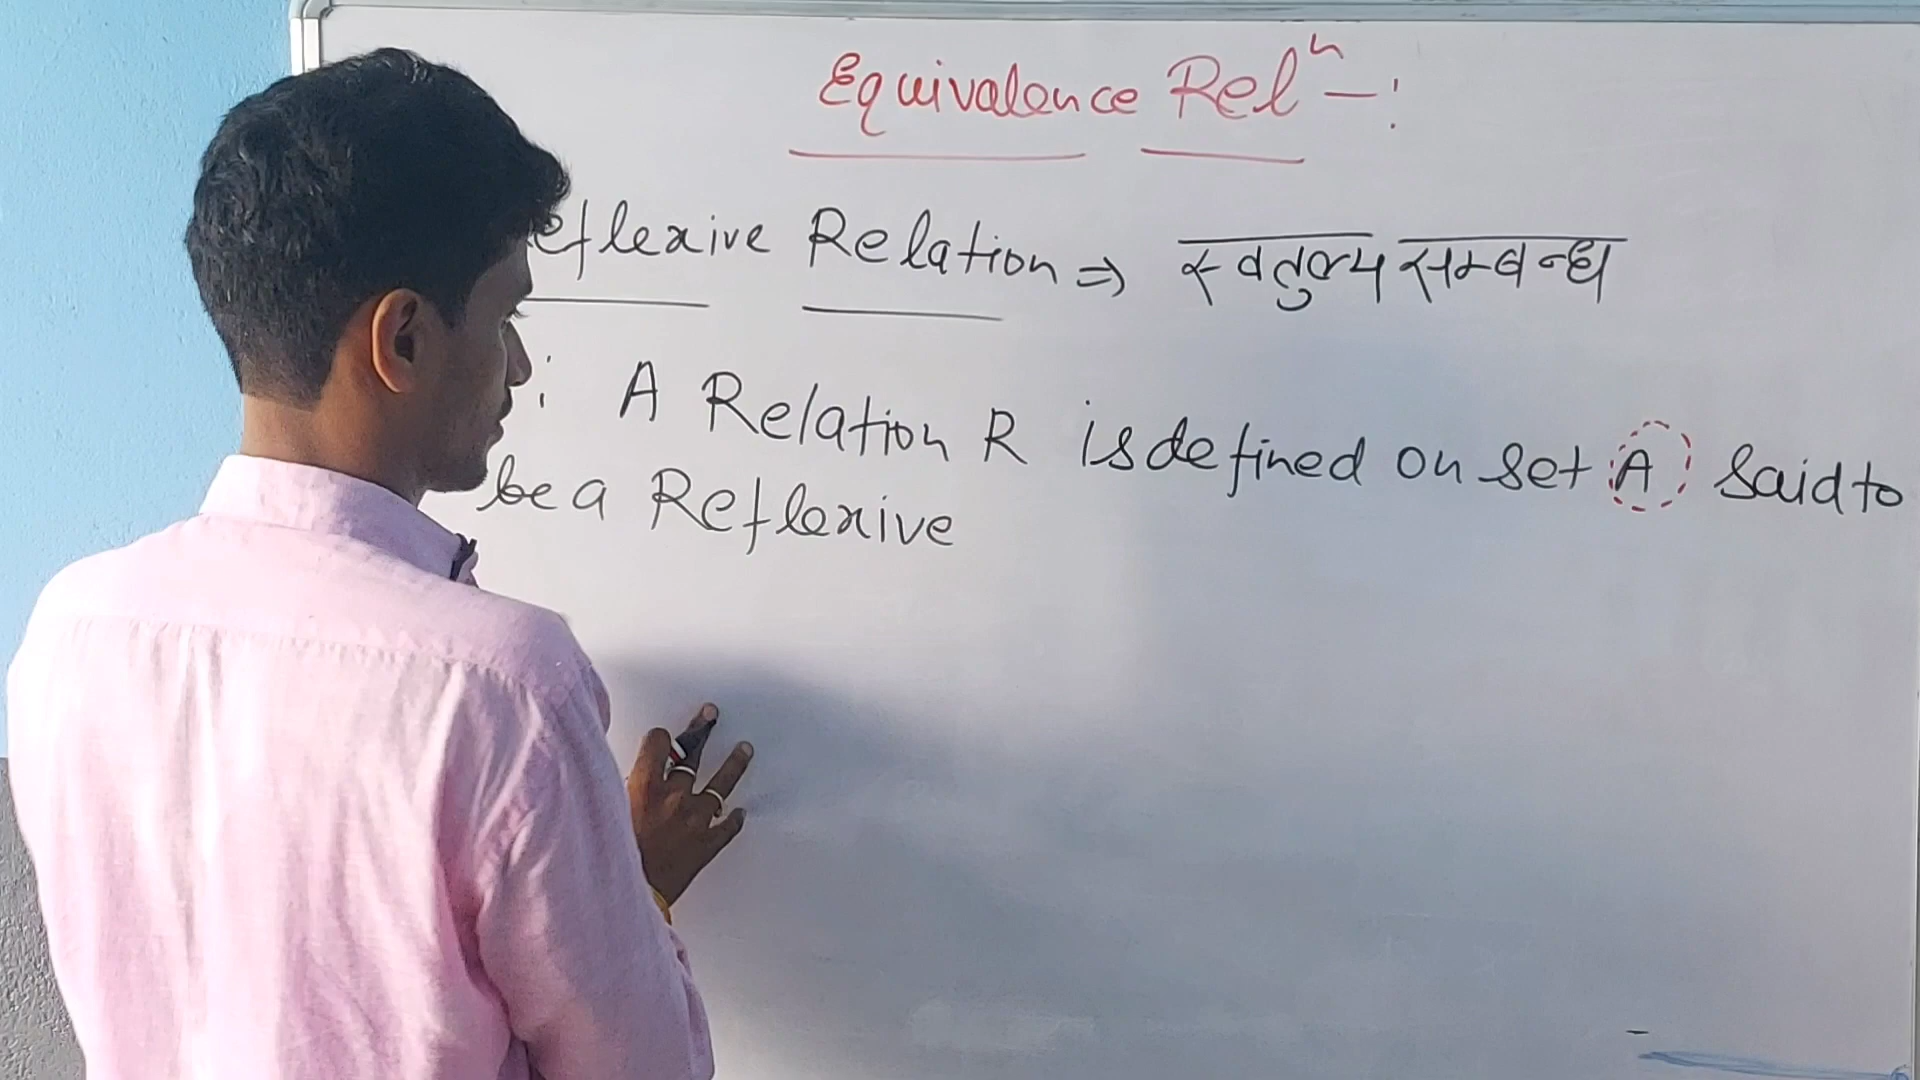 Equivalence Relⁿ -:
eflexive Relation ⇒ स्वतुल्य सम्बन्ध
: A Relation R is defined on set A said to
be a Reflexive